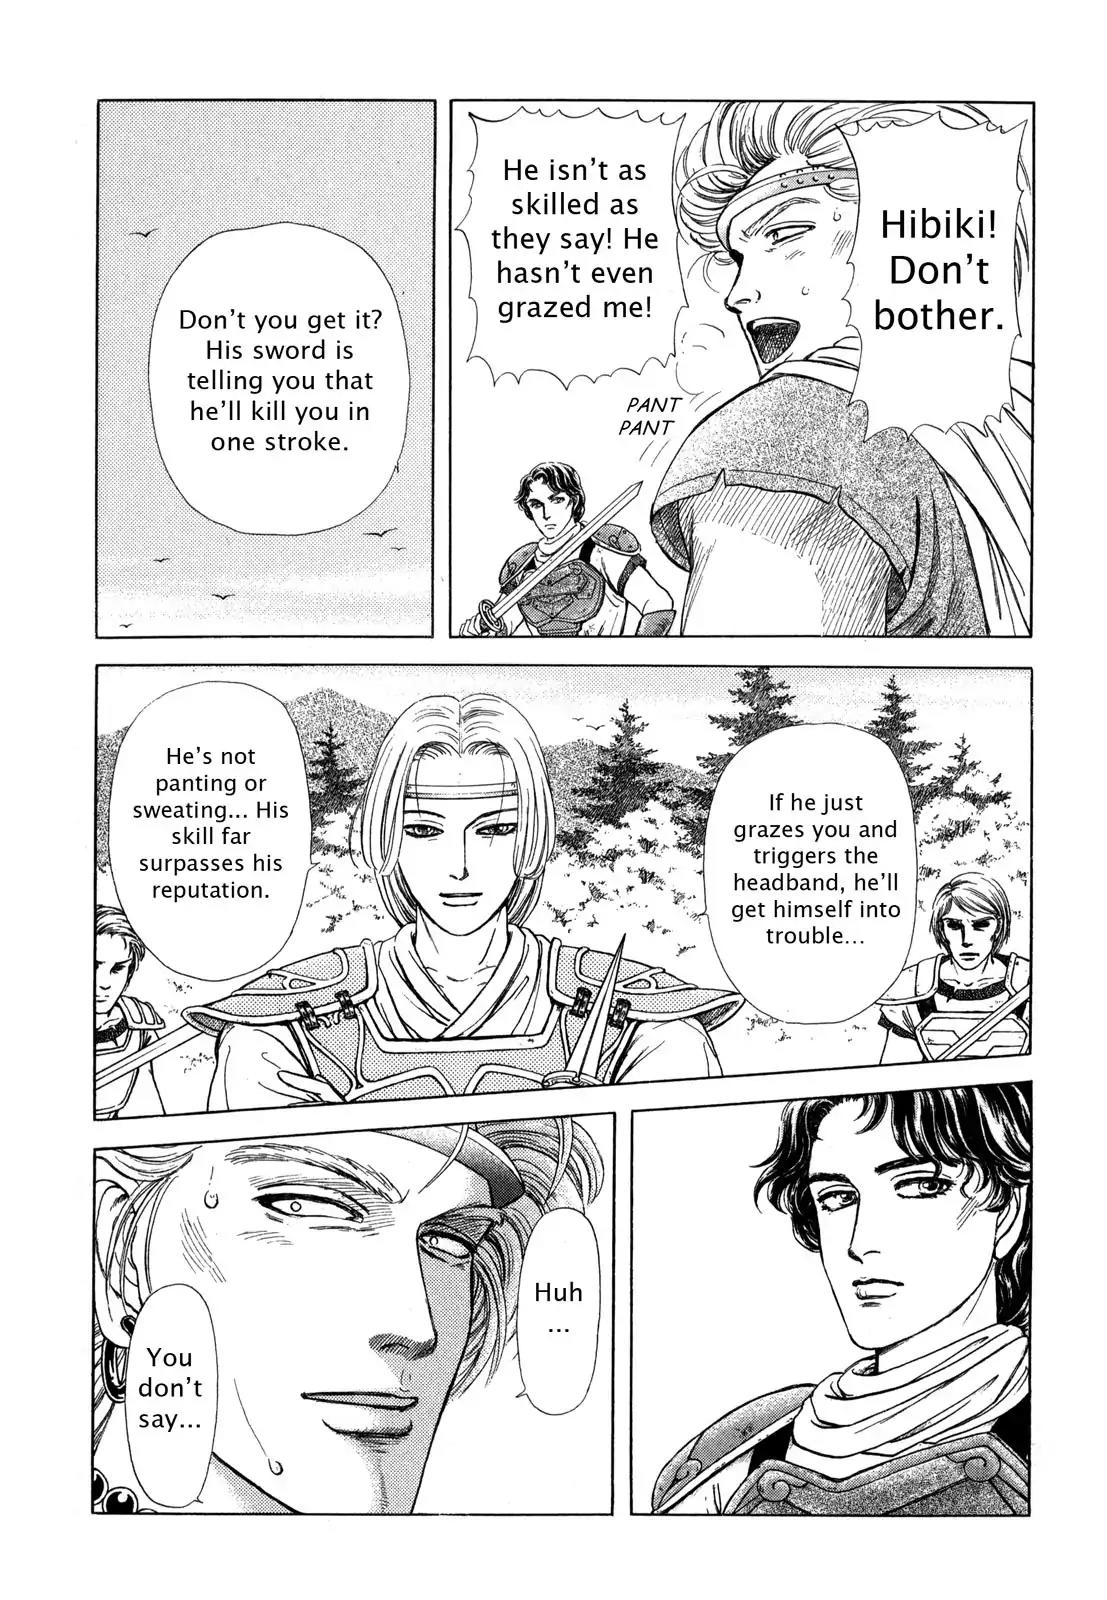 Hibiki!
Don't
bother.
He isn't as
skilled as
they say! He
hasn't even
grazed me!
PANT
PANT
Don't you get it?
His sword is
telling you that
he'll kill you in
one stroke.
If he just
grazes you and
triggers the
headband, he'll
get himself into
trouble...
He's not
panting or
sweating... His
skill far
surpasses his
reputation.
Huh
...
You
don't
say...